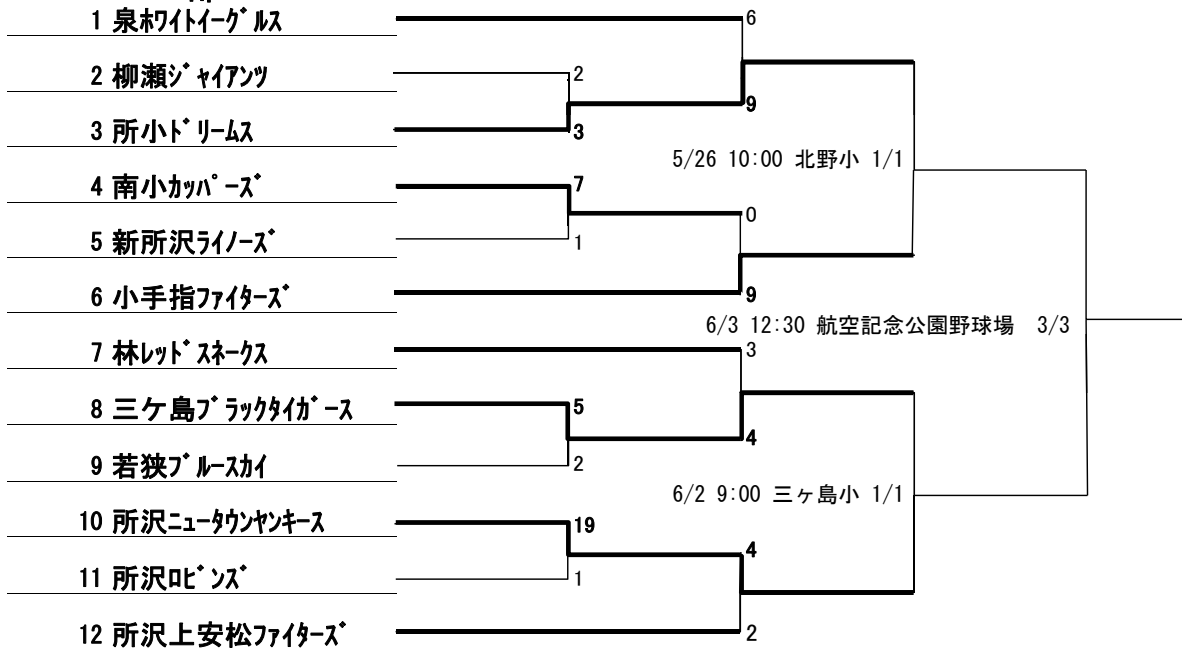 1 泉ﾎﾜｲﾄｲｰｸﾞﾙｽ 6
2 柳瀬ｼﾞｬｲｱﾝﾂ 2
9
3 所小ﾄﾞﾘｰﾑｽ 3
5/26 10:00 北野小 1/1
4 南小ｶｯﾊﾟｰｽﾞ 7
0
5 新所沢ﾗｲﾉｰｽﾞ 1
6 小手指ﾌｧｲﾀｰｽﾞ 9
6/3 12:30 航空記念公園野球場 3/3
7 林ﾚｯﾄﾞｽﾈｰｸｽ 3
8 三ケ島ﾌﾞﾗｯｸﾀｲｶﾞｰｽ 5
4
9 若狭ﾌﾞﾙｰｽｶｲ 2
6/2 9:00 三ヶ島小 1/1
10 所沢ﾆｭｰﾀｳﾝﾔﾝｷｰｽ 19
4
11 所沢ﾛﾋﾞﾝｽﾞ 1
12 所沢上安松ﾌｧｲﾀｰｽﾞ 2